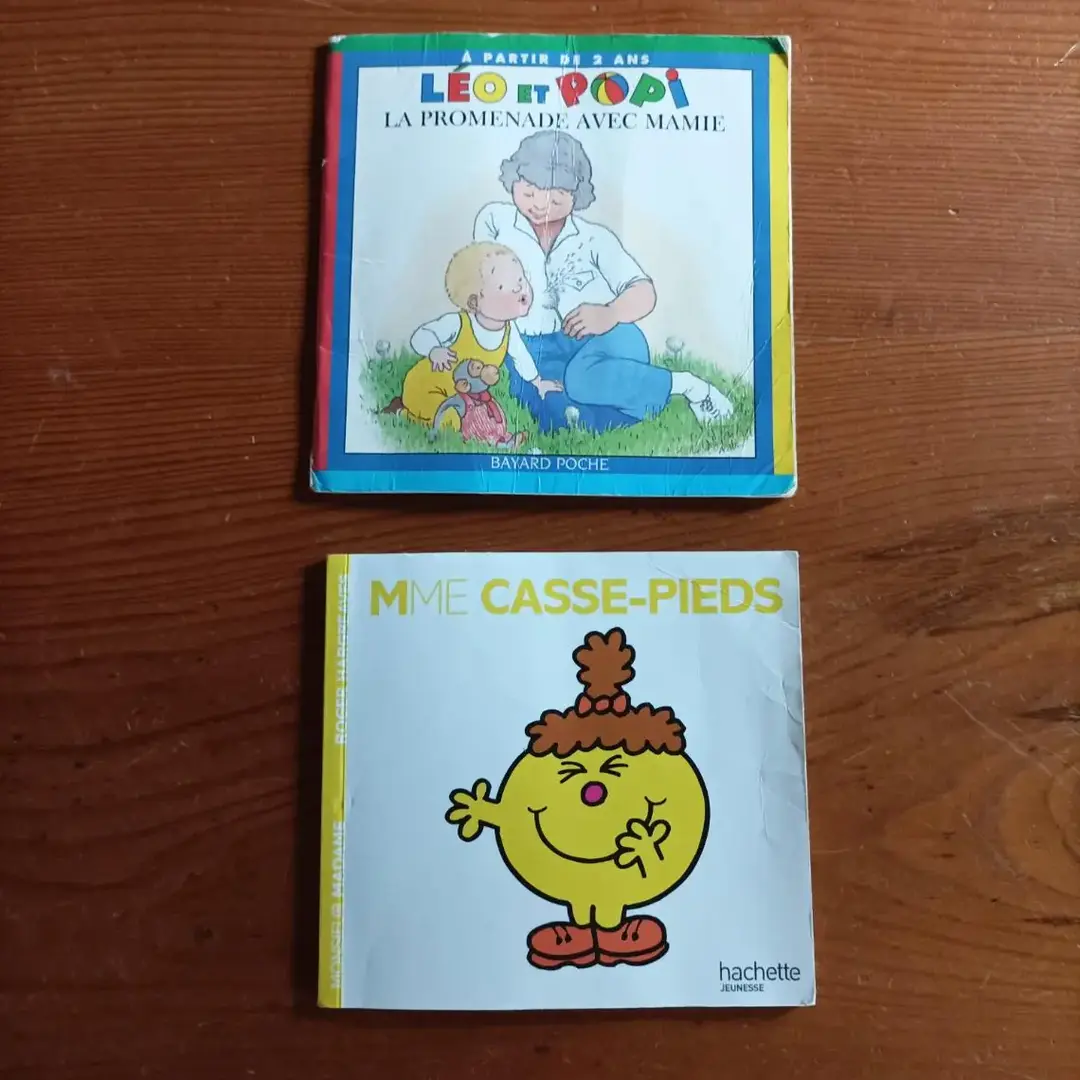 À PARTIR DE 2 ANS
LÉO ET POPI
LA PROMENADE AVEC MAMIE
BAYARD POCHE
MME CASSE-PIEDS
MONSIEUR MADAME
ROGER HARGREAVES
hachette
JEUNESSE